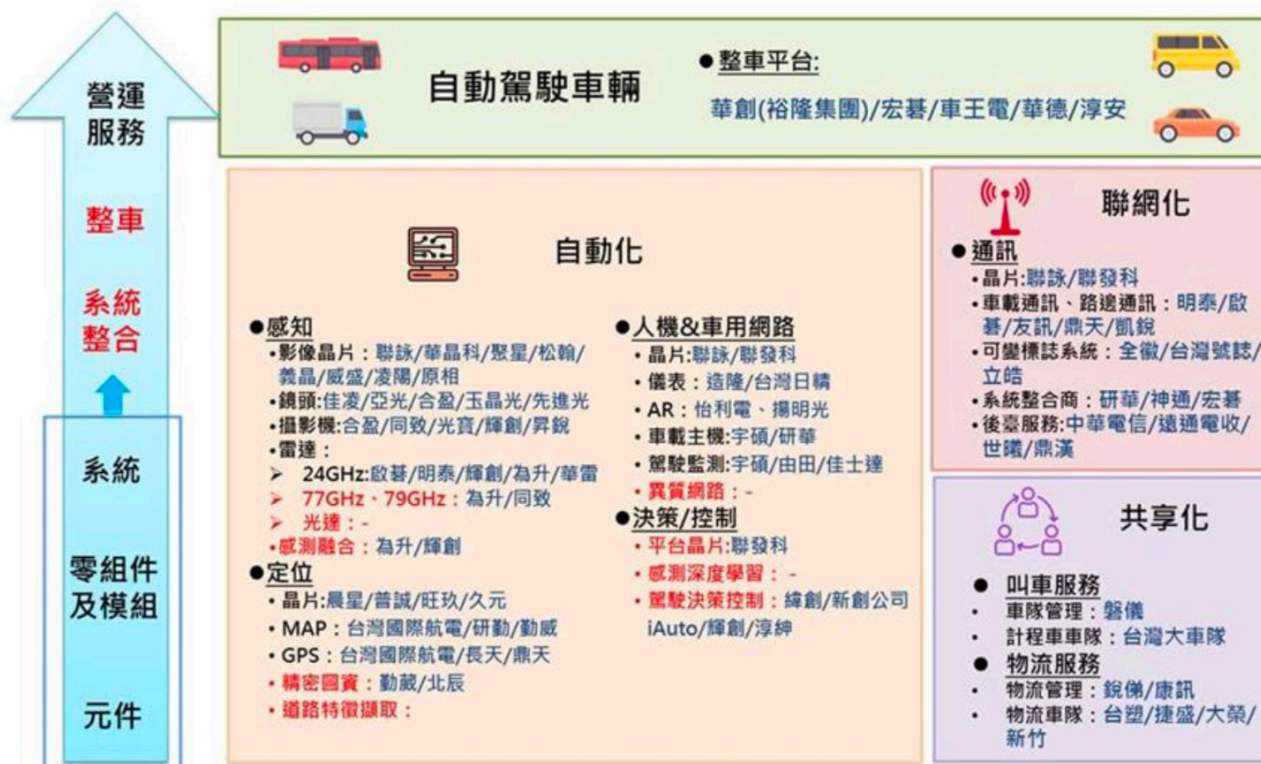 營運
服務
整車
系統
整合
系統
零組件
及模組
元件
自動駕駛車輛
●整車平台:
華創(裕隆集團)/宏碁/車王電/華德/淳安
自動化
●感知
•影像晶片：聯詠/華晶科/聚星/松翰/
義晶/威盛/凌陽/原相
•鏡頭:佳凌/亞光/合盈/玉晶光/先進光
•攝影機:合盈/同致/光寶/輝創/昇銳
•雷達：
➢ 24GHz:啟碁/明泰/輝創/為升/華雷
➢ 77GHz、79GHz：為升/同致
➢ 光達：-
•感測融合：為升/輝創
●定位
•晶片:晨星/普誠/旺玖/久元
•MAP：台灣國際航電/研勤/勤威
•GPS：台灣國際航電/長天/鼎天
•精密圖資：勤葳/北辰
•道路特徵擷取：
●人機&車用網路
•晶片:聯詠/聯發科
•儀表：造隆/台灣日精
•AR：怡利電、揚明光
•車載主機:宇碩/研華
•駕駛監測:宇碩/由田/佳士達
•異質網路：-
●決策/控制
•平台晶片:聯發科
•感測深度學習：-
•駕駛決策控制：緯創/新創公司
iAuto/輝創/淳紳
聯網化
●通訊
•晶片:聯詠/聯發科
•車載通訊、路邊通訊：明泰/啟
碁/友訊/鼎天/凱銳
•可變標誌系統：全徽/台灣號誌/
立皓
•系統整合商：研華/神通/宏碁
•後臺服務:中華電信/遠通電收/
世曦/鼎漢
共享化
● 叫車服務
• 車隊管理：磐儀
• 計程車車隊：台灣大車隊
● 物流服務
• 物流管理：銳俤/康訊
• 物流車隊：台塑/捷盛/大榮/
新竹